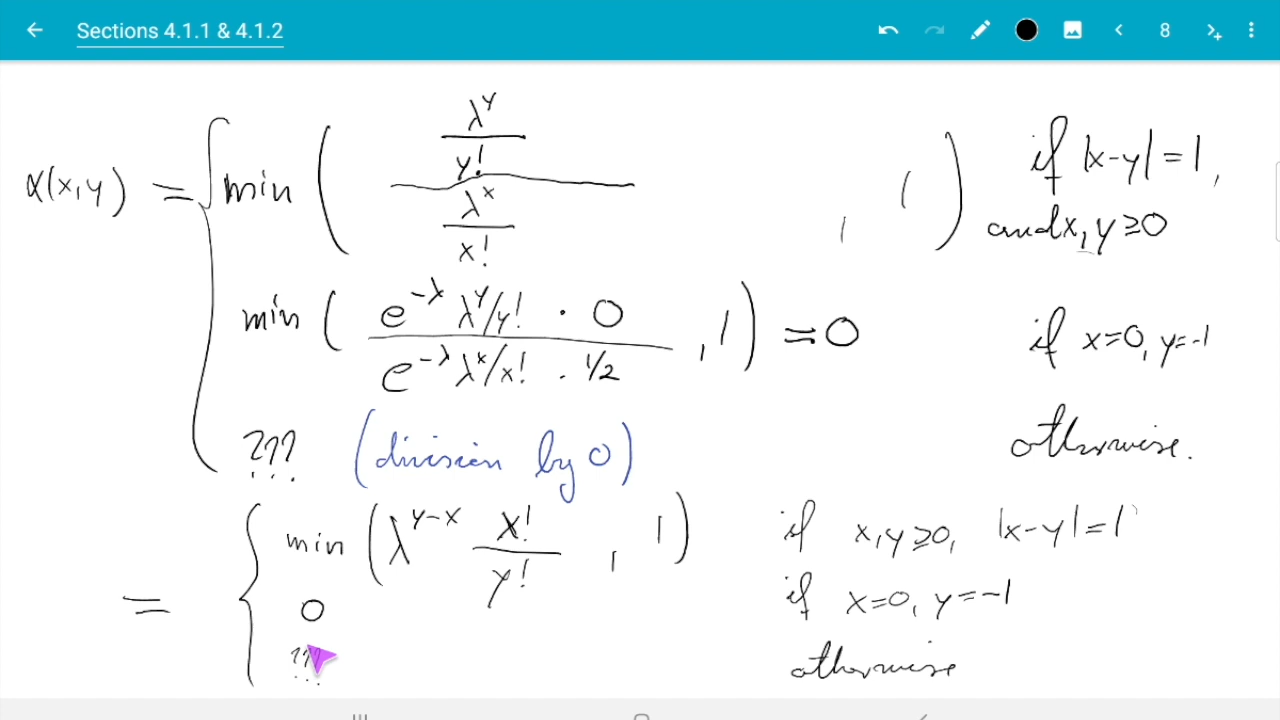 Sections 4.1.1 & 4.1.2
8
α(x,y) = { min ( (λ^y / y!) / (λ^x / x!) , 1 ) if |x-y|=1, and x,y≥0
min ( (e^-λ λ^y/y! · 0) / (e^-λ λ^x/x! · 1/2) , 1 ) = 0 if x=0, y=-1
??? (division by 0) otherwise.
= { min ( λ^y-x x!/y! , 1 ) if x,y≥0, |x-y|=1
0 if x=0, y=-1
??? otherwise